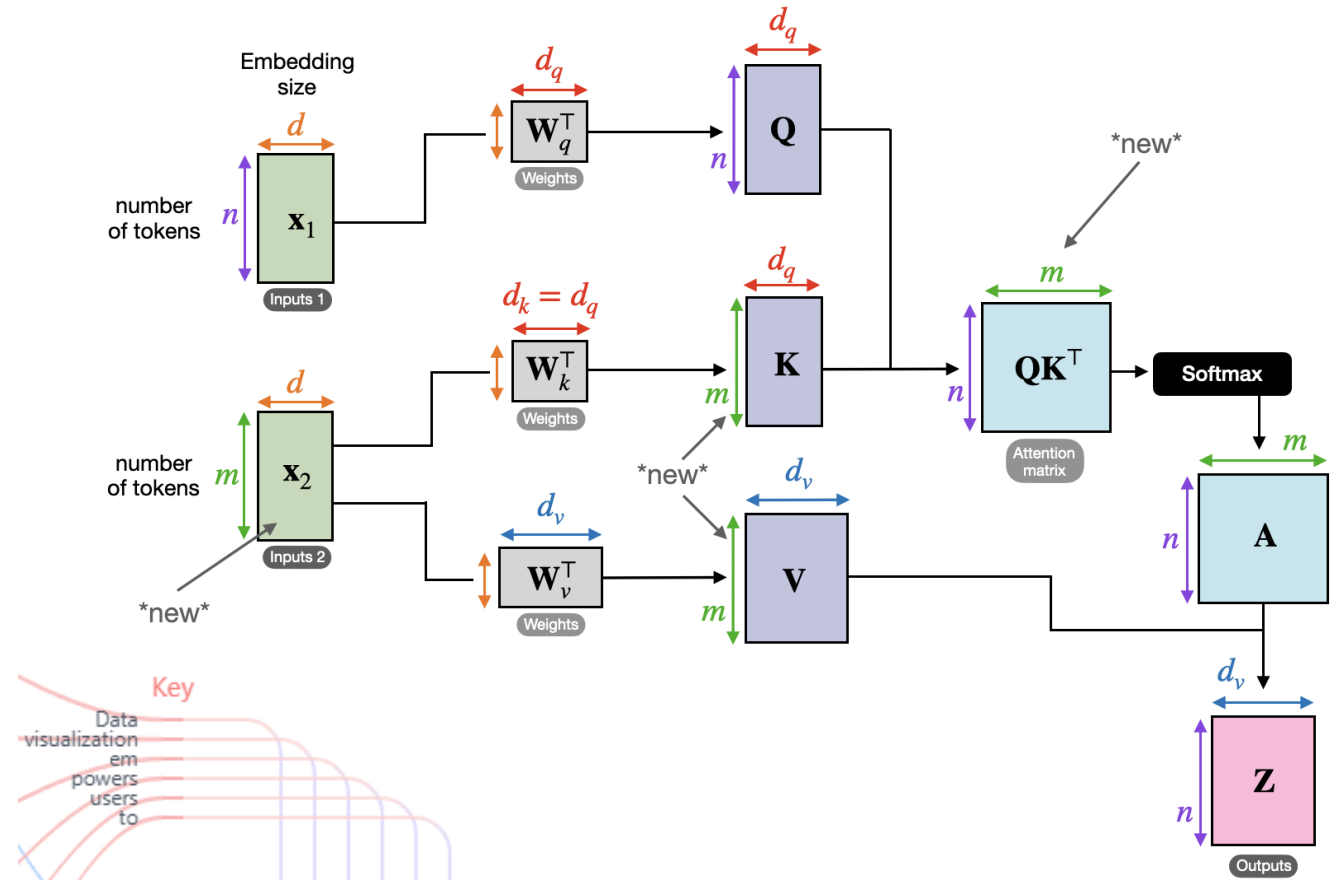 Embedding
size
d
number
of tokens
n
x₁
Inputs 1
d_q
W_q^⊤
Weights
d_q
n
Q
*new*
number
of tokens
d
m
x₂
Inputs 2
*new*
d_k = d_q
W_k^⊤
Weights
d_q
m
K
*new*
m
n
QK^⊤
Attention
matrix
Softmax
d_v
W_v^⊤
Weights
d_v
m
V
m
n
A
d_v
n
Z
Outputs
Key
Data
visualization
em
powers
users
to